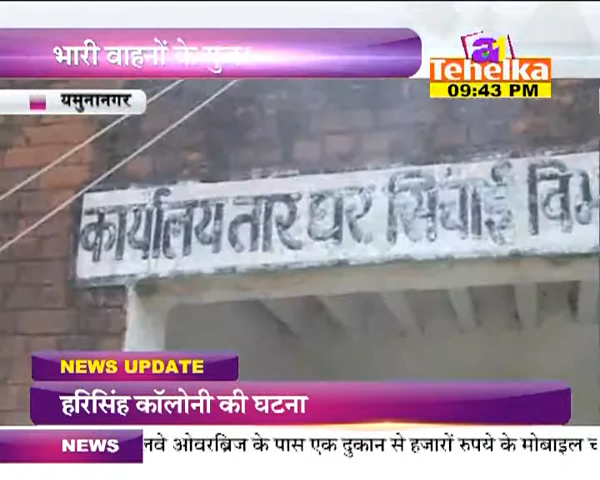 भारी वाहनों के
a1
Tehelka
09:43 PM
यमुनानगर
कार्यालय तार घर सिंचाई
NEWS UPDATE
हरिसिंह कॉलोनी की घटना
NEWS
ओवरब्रिज के पास एक दुकान से हजारों रुपये के मोबाइल